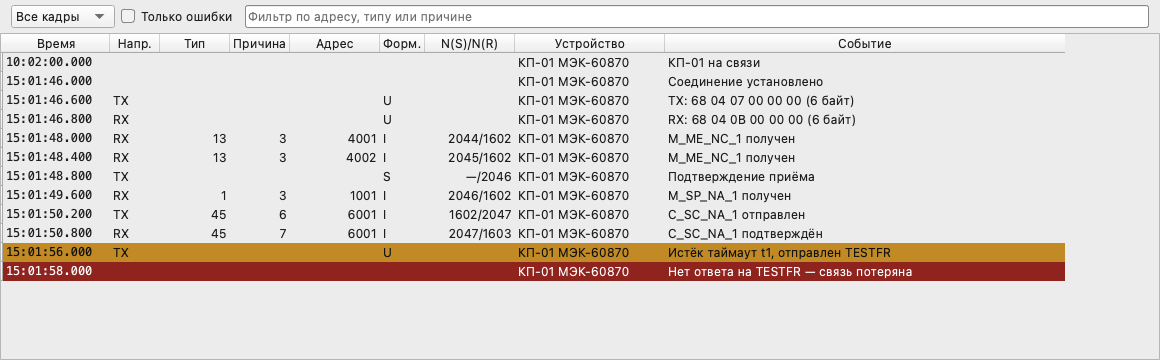 Все кадры Только ошибки Фильтр по адресу, типу или причине
Время Напр. Тип Причина Адрес Форм. N(S)/N(R) Устройство Событие
10:02:00.000 КП-01 МЭК-60870 КП-01 на связи
15:01:46.000 КП-01 МЭК-60870 Соединение установлено
15:01:46.600 TX U КП-01 МЭК-60870 TX: 68 04 07 00 00 00 (6 байт)
15:01:46.800 RX U КП-01 МЭК-60870 RX: 68 04 0B 00 00 00 (6 байт)
15:01:48.000 RX 13 3 4001 I 2044/1602 КП-01 МЭК-60870 M_ME_NC_1 получен
15:01:48.400 RX 13 3 4002 I 2045/1602 КП-01 МЭК-60870 M_ME_NC_1 получен
15:01:48.800 TX S —/2046 КП-01 МЭК-60870 Подтверждение приёма
15:01:49.600 RX 1 3 1001 I 2046/1602 КП-01 МЭК-60870 M_SP_NA_1 получен
15:01:50.200 TX 45 6 6001 I 1602/2047 КП-01 МЭК-60870 C_SC_NA_1 отправлен
15:01:50.800 RX 45 7 6001 I 2047/1603 КП-01 МЭК-60870 C_SC_NA_1 подтверждён
15:01:56.000 TX U КП-01 МЭК-60870 Истёк таймаут t1, отправлен TESTFR
15:01:58.000 КП-01 МЭК-60870 Нет ответа на TESTFR — связь потеряна